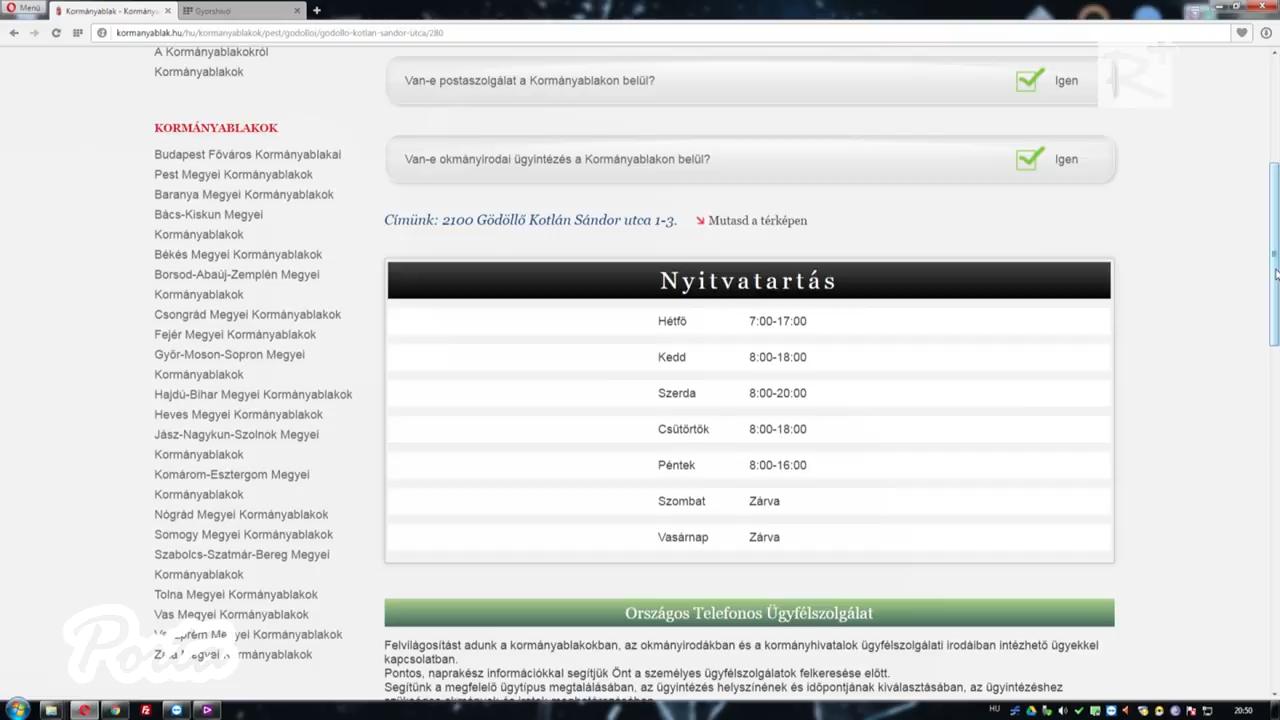 Menü
Kormányablak - Kormány
Gyorshívó
kormanyablak.hu/hu/kormanyablakok/pest/godolloi/godollo-kotlan-sandor-utca/280
A Kormányablakokról
Kormányablakok
KORMÁNYABLAKOK
Budapest Főváros Kormányablakai
Pest Megyei Kormányablakok
Baranya Megyei Kormányablakok
Bács-Kiskun Megyei
Kormányablakok
Békés Megyei Kormányablakok
Borsod-Abaúj-Zemplén Megyei
Kormányablakok
Csongrád Megyei Kormányablakok
Fejér Megyei Kormányablakok
Győr-Moson-Sopron Megyei
Kormányablakok
Hajdú-Bihar Megyei Kormányablakok
Heves Megyei Kormányablakok
Jász-Nagykun-Szolnok Megyei
Kormányablakok
Komárom-Esztergom Megyei
Kormányablakok
Nógrád Megyei Kormányablakok
Somogy Megyei Kormányablakok
Szabolcs-Szatmár-Bereg Megyei
Kormányablakok
Tolna Megyei Kormányablakok
Vas Megyei Kormányablakok
Megyei Kormányablakok
Megyei Kormányablakok
Portal
Van-e postaszolgálat a Kormányablakon belül? Igen
R+
Van-e okmányirodai ügyintézés a Kormányablakon belül? Igen
Címünk: 2100 Gödöllő Kotlán Sándor utca 1-3. Mutasd a térképen
Nyitvatartás
Hétfő 7:00-17:00
Kedd 8:00-18:00
Szerda 8:00-20:00
Csütörtök 8:00-18:00
Péntek 8:00-16:00
Szombat Zárva
Vasárnap Zárva
Országos Telefonos Ügyfélszolgálat
Felvilágosítást adunk a kormányablakokban, az okmányirodákban és a kormányhivatalok ügyfélszolgálati irodáiban intézhető ügyekkel
kapcsolatban.
Pontos, naprakész információkkal segítjük Önt a személyes ügyfélszolgálatok felkeresése előtt.
Segítünk a megfelelő ügytípus megtalálásában, az ügyintézés helyszínének és időpontjának kiválasztásában, az ügyintézéshez
HU
20:50